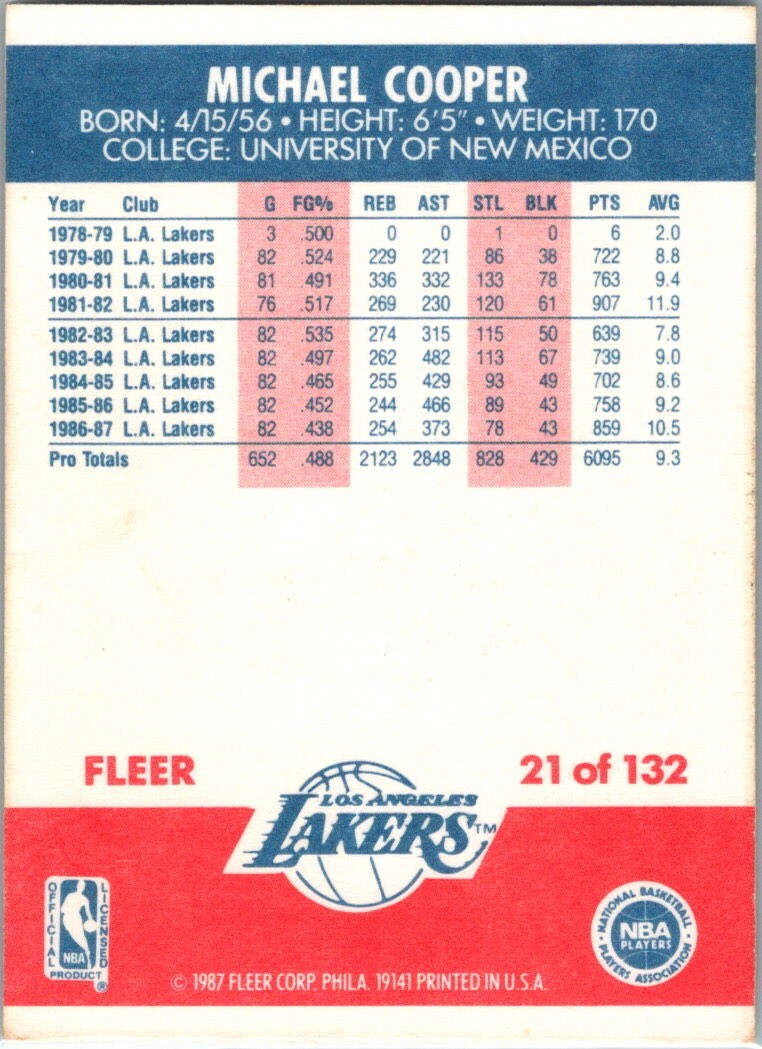 MICHAEL COOPER
BORN: 4/15/56 • HEIGHT: 6'5" • WEIGHT: 170
COLLEGE: UNIVERSITY OF NEW MEXICO
Year Club G FG% REB AST STL BLK PTS AVG
1978-79 L.A. Lakers 3 .500 0 0 1 0 6 2.0
1979-80 L.A. Lakers 82 .524 229 221 86 38 722 8.8
1980-81 L.A. Lakers 81 .491 336 332 133 78 763 9.4
1981-82 L.A. Lakers 76 .517 269 230 120 61 907 11.9
1982-83 L.A. Lakers 82 .535 274 315 115 50 639 7.8
1983-84 L.A. Lakers 82 .497 262 482 113 67 739 9.0
1984-85 L.A. Lakers 82 .465 255 429 93 49 702 8.6
1985-86 L.A. Lakers 82 .452 244 466 89 43 758 9.2
1986-87 L.A. Lakers 82 .438 254 373 78 43 859 10.5
Pro Totals 652 .488 2123 2848 828 429 6095 9.3
FLEER
21 of 132
LOS ANGELES
LAKERS™
OFFICIAL LICENSED
NBA
PRODUCT ®
NATIONAL BASKETBALL
NBA
PLAYERS
PLAYERS ASSOCIATION
© 1987 FLEER CORP. PHILA. 19141 PRINTED IN U.S.A.